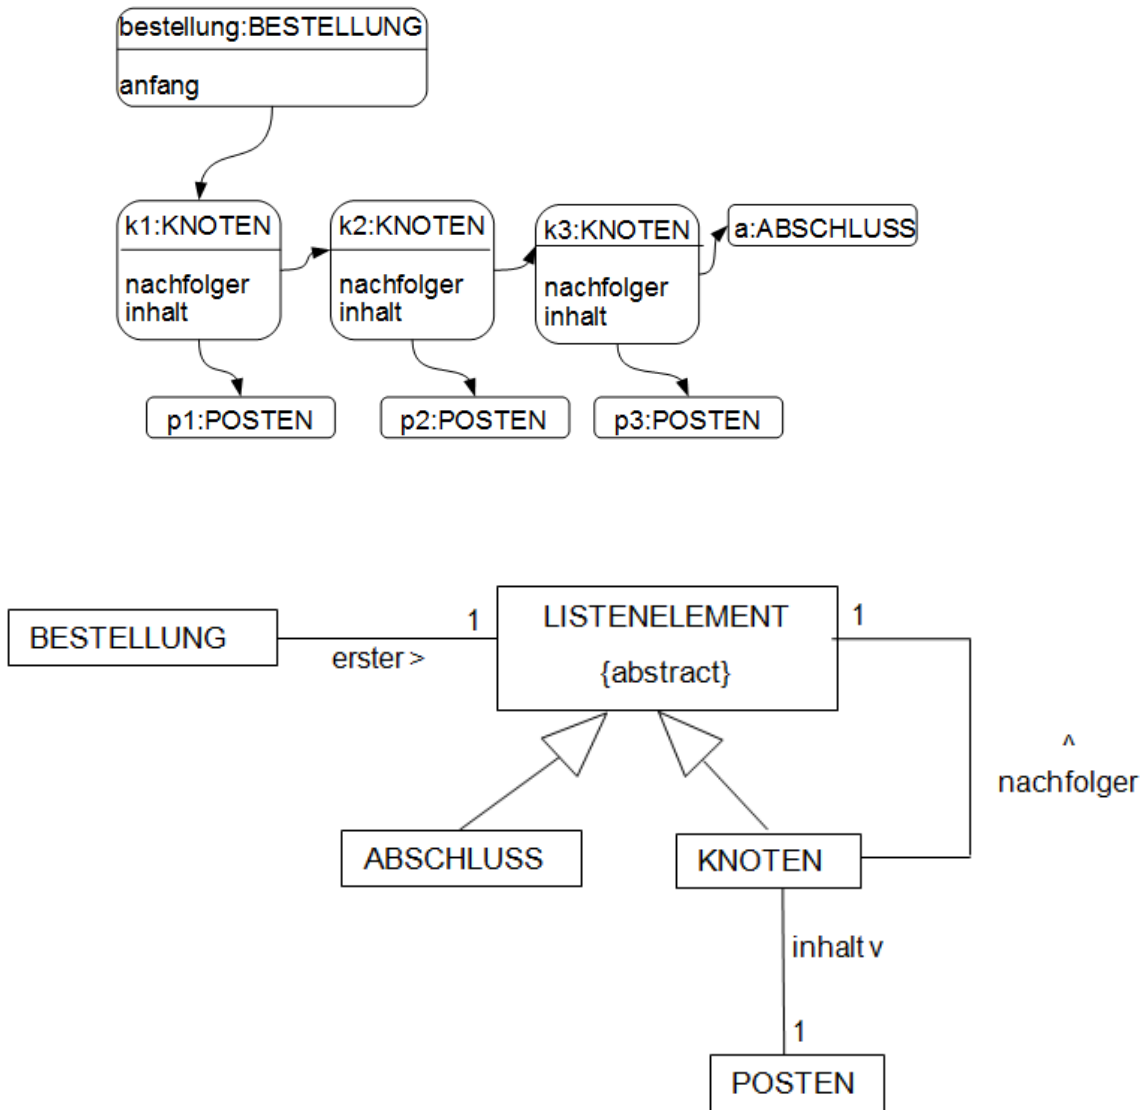 bestellung:BESTELLUNG
anfang
k1:KNOTEN
nachfolger
inhalt
k2:KNOTEN
nachfolger
inhalt
k3:KNOTEN
nachfolger
inhalt
a:ABSCHLUSS
p1:POSTEN
p2:POSTEN
p3:POSTEN
BESTELLUNG
erster >
1
LISTENELEMENT
{abstract}
1
^
nachfolger
ABSCHLUSS
KNOTEN
inhalt v
1
POSTEN